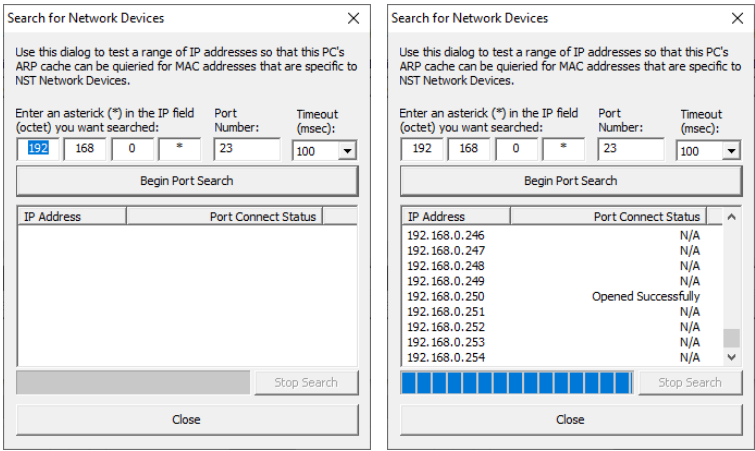 Search for Network Devices
Use this dialog to test a range of IP addresses so that this PC's
ARP cache can be quieried for MAC addresses that are specific to
NST Network Devices.
Enter an asterick (*) in the IP field
(octet) you want searched:
Port
Number:
Timeout
(msec):
192 168 0 * 23 100
Begin Port Search
IP Address Port Connect Status
Stop Search
Close
Search for Network Devices
Use this dialog to test a range of IP addresses so that this PC's
ARP cache can be quieried for MAC addresses that are specific to
NST Network Devices.
Enter an asterick (*) in the IP field
(octet) you want searched:
Port
Number:
Timeout
(msec):
192 168 0 * 23 100
Begin Port Search
IP Address Port Connect Status
192.168.0.246 N/A
192.168.0.247 N/A
192.168.0.248 N/A
192.168.0.249 N/A
192.168.0.250 Opened Successfully
192.168.0.251 N/A
192.168.0.252 N/A
192.168.0.253 N/A
192.168.0.254 N/A
Stop Search
Close